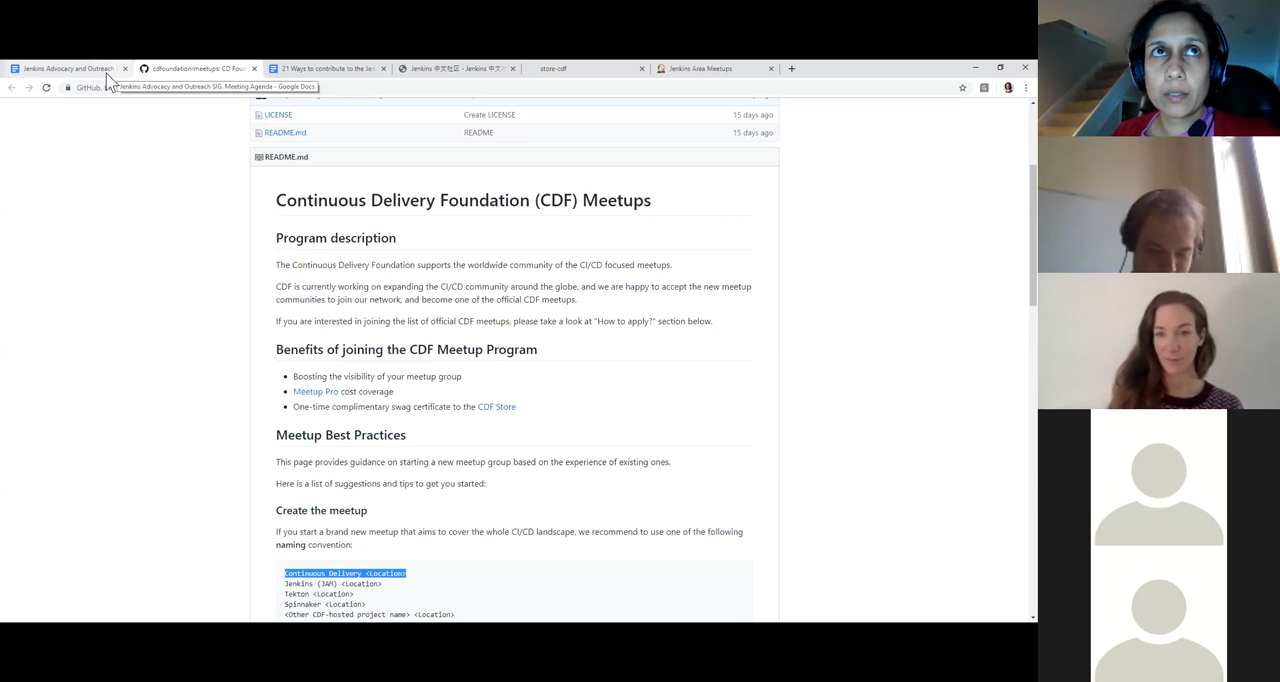 Jenkins Advocacy and Outreach
cdfoundation/meetups: CD Foun
21 Ways to contribute to the Jen
Jenkins 中文社区 - Jenkins 中文
store-cdf
Jenkins Area Meetups
GitHub,
Jenkins Advocacy and Outreach SIG. Meeting Agenda - Google Docs
LICENSE Create LICENSE 15 days ago
README.md README 15 days ago
README.md
Continuous Delivery Foundation (CDF) Meetups
Program description
The Continuous Delivery Foundation supports the worldwide community of the CI/CD focused meetups.
CDF is currently working on expanding the CI/CD community around the globe, and we are happy to accept the new meetup
communities to join our network, and become one of the official CDF meetups.
If you are interested in joining the list of official CDF meetups, please take a look at "How to apply?" section below.
Benefits of joining the CDF Meetup Program
Boosting the visibility of your meetup group
Meetup Pro cost coverage
One-time complimentary swag certificate to the CDF Store
Meetup Best Practices
This page provides guidance on starting a new meetup group based on the experience of existing ones.
Here is a list of suggestions and tips to get you started:
Create the meetup
If you start a brand new meetup that aims to cover the whole CI/CD landscape, we recommend to use one of the following
naming convention:
Continuous Delivery <Location>
Jenkins (JAM) <Location>
Tekton <Location>
Spinnaker <Location>
<Other CDF-hosted project name> <Location>